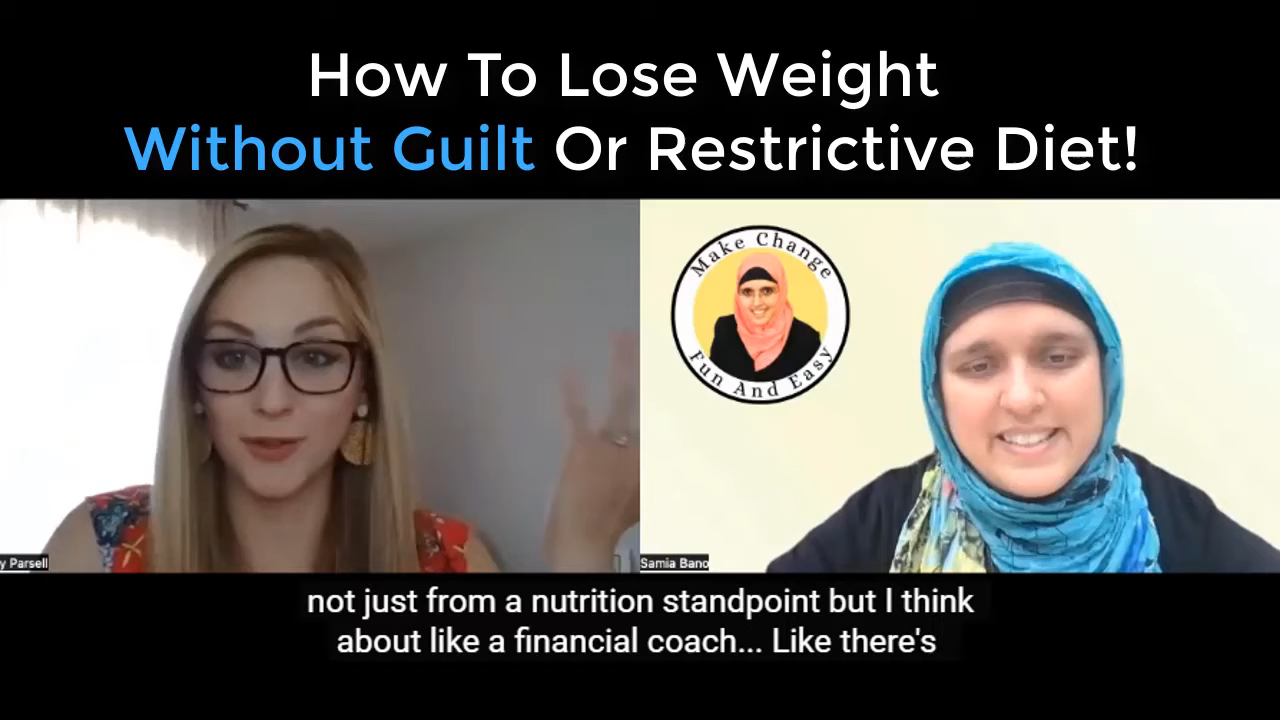 How To Lose Weight
Without Guilt Or Restrictive Diet!
Make Change
Fun And Easy
y Parsell
Samia Bano
not just from a nutrition standpoint but I think
about like a financial coach... Like there's